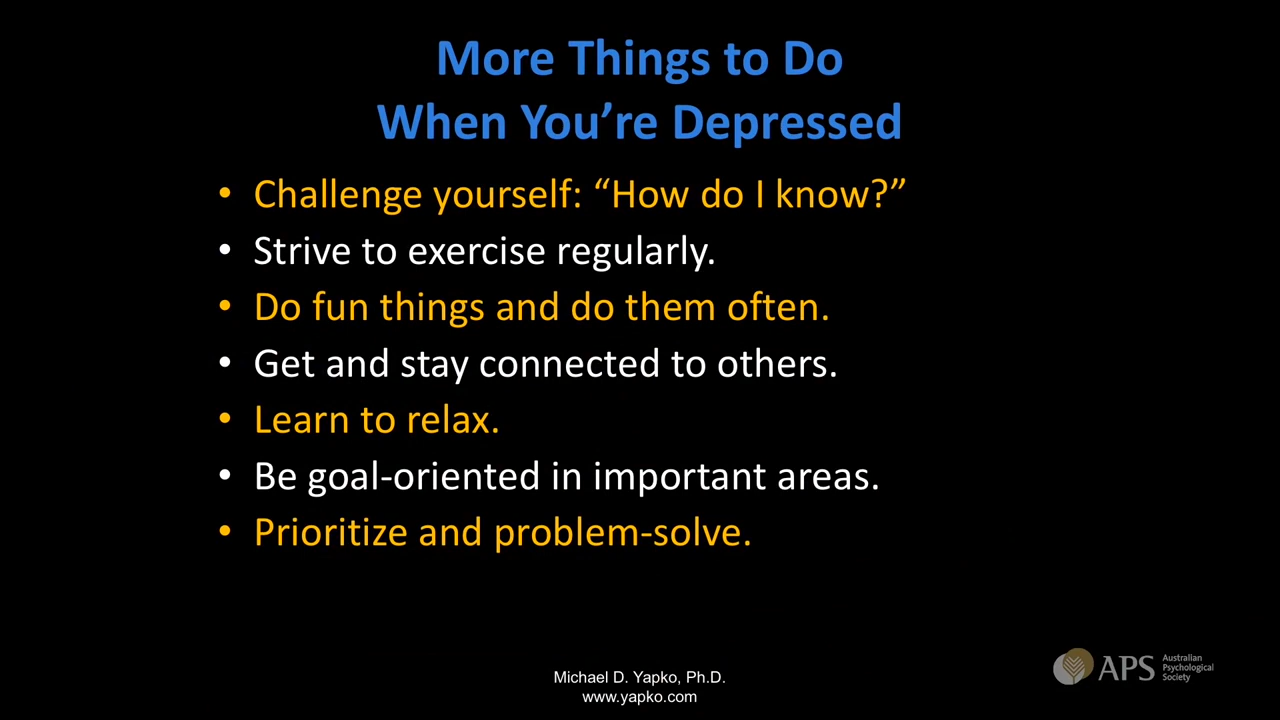 More Things to Do
When You’re Depressed
• Challenge yourself: “How do I know?”
• Strive to exercise regularly.
• Do fun things and do them often.
• Get and stay connected to others.
• Learn to relax.
• Be goal-oriented in important areas.
• Prioritize and problem-solve.
Michael D. Yapko, Ph.D.
www.yapko.com
APS
Australian
Psychological
Society